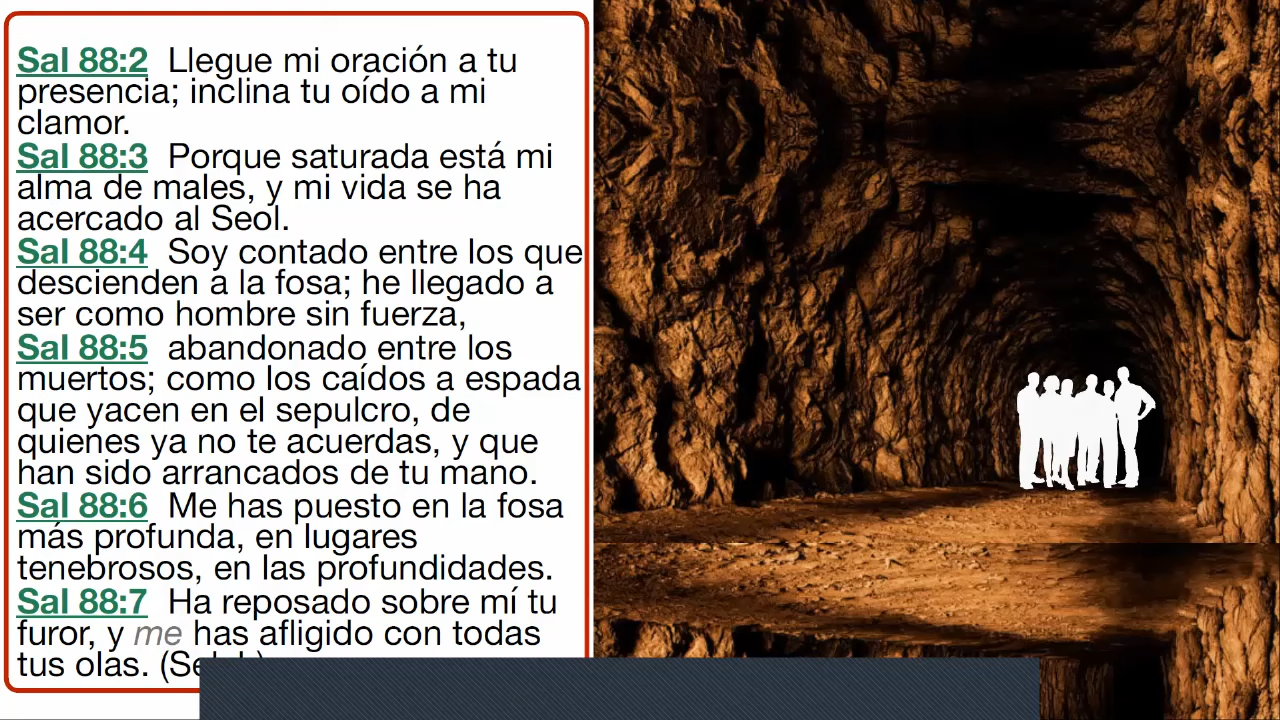 Sal 88:2 Llegue mi oración a tu
presencia; inclina tu oído a mi
clamor.
Sal 88:3 Porque saturada está mi
alma de males, y mi vida se ha
acercado al Seol.
Sal 88:4 Soy contado entre los que
descienden a la fosa; he llegado a
ser como hombre sin fuerza,
Sal 88:5 abandonado entre los
muertos; como los caídos a espada
que yacen en el sepulcro, de
quienes ya no te acuerdas, y que
han sido arrancados de tu mano.
Sal 88:6 Me has puesto en la fosa
más profunda, en lugares
tenebrosos, en las profundidades.
Sal 88:7 Ha reposado sobre mí tu
furor, y me has afligido con todas
tus olas.